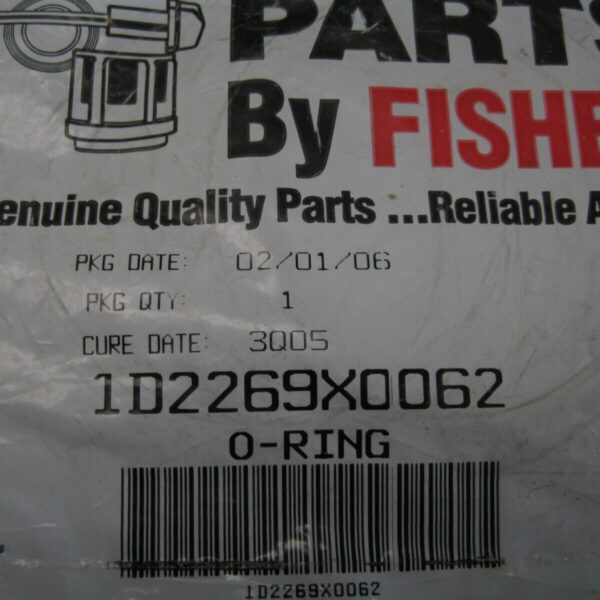 PARTS
By FISHE
enuine Quality Parts ...Reliable A
PKG DATE: 02/01/06
PKG QTY: 1
CURE DATE: 3Q05
1D2269X0062
O-RING
1D2269X0062